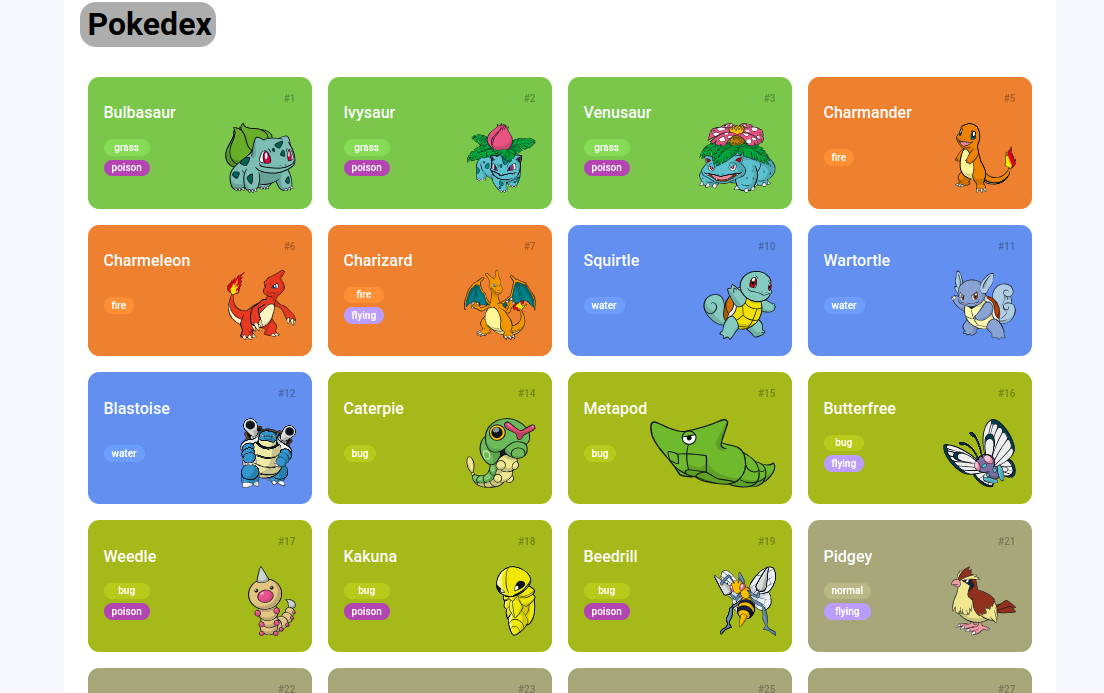 Pokedex
#1
Bulbasaur
grass
poison
#2
Ivysaur
grass
poison
#3
Venusaur
grass
poison
#5
Charmander
fire
#6
Charmeleon
fire
#7
Charizard
fire
flying
#10
Squirtle
water
#11
Wartortle
water
#12
Blastoise
water
#14
Caterpie
bug
#15
Metapod
bug
#16
Butterfree
bug
flying
#17
Weedle
bug
poison
#18
Kakuna
bug
poison
#19
Beedrill
bug
poison
#21
Pidgey
normal
flying
#22
#23
#25
#27